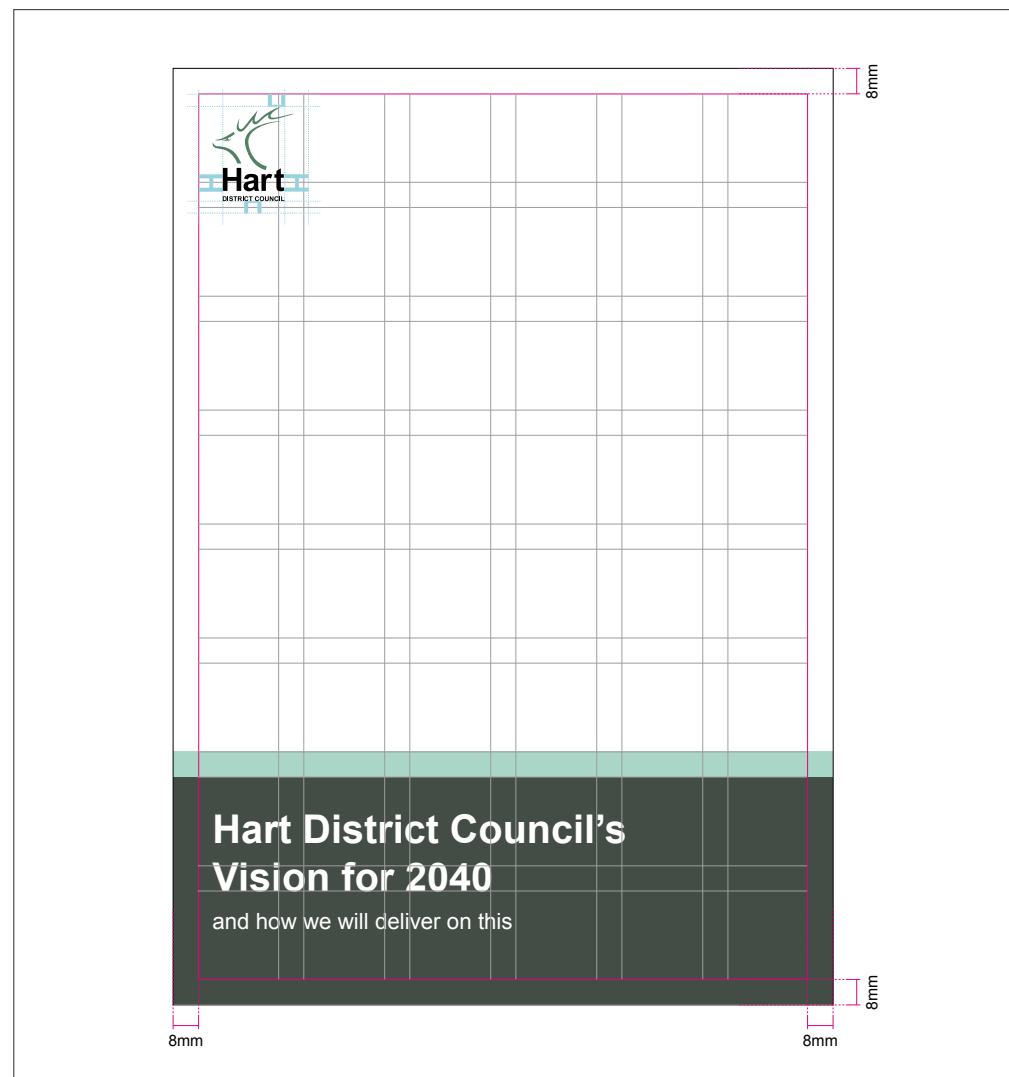 8mm
Hart
DISTRICT COUNCIL
Hart District Council’s
Vision for 2040
and how we will deliver on this
8mm
8mm
8mm